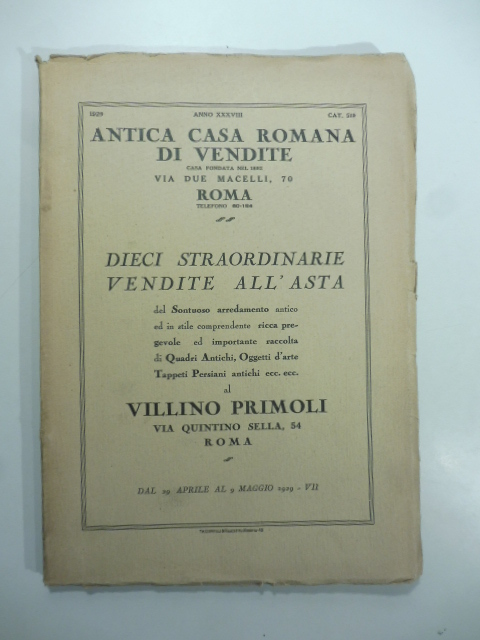 1929 ANNO XXXVIII CAT. 219
ANTICA CASA ROMANA
DI VENDITE
CASA FONDATA NEL 1892
VIA DUE MACELLI, 70
ROMA
TELEFONO
DIECI STRAORDINARIE
VENDITE ALL'ASTA
del Sontuoso arredamento antico
ed in stile comprendente ricca pre-
gevole ed importante raccolta
di Quadri Antichi, Oggetti d'arte
Tappeti Persiani antichi ecc. ecc.
al
VILLINO PRIMOLI
VIA QUINTINO SELLA, 54
ROMA
DAL 29 APRILE AL 9 MAGGIO 1929 - VII